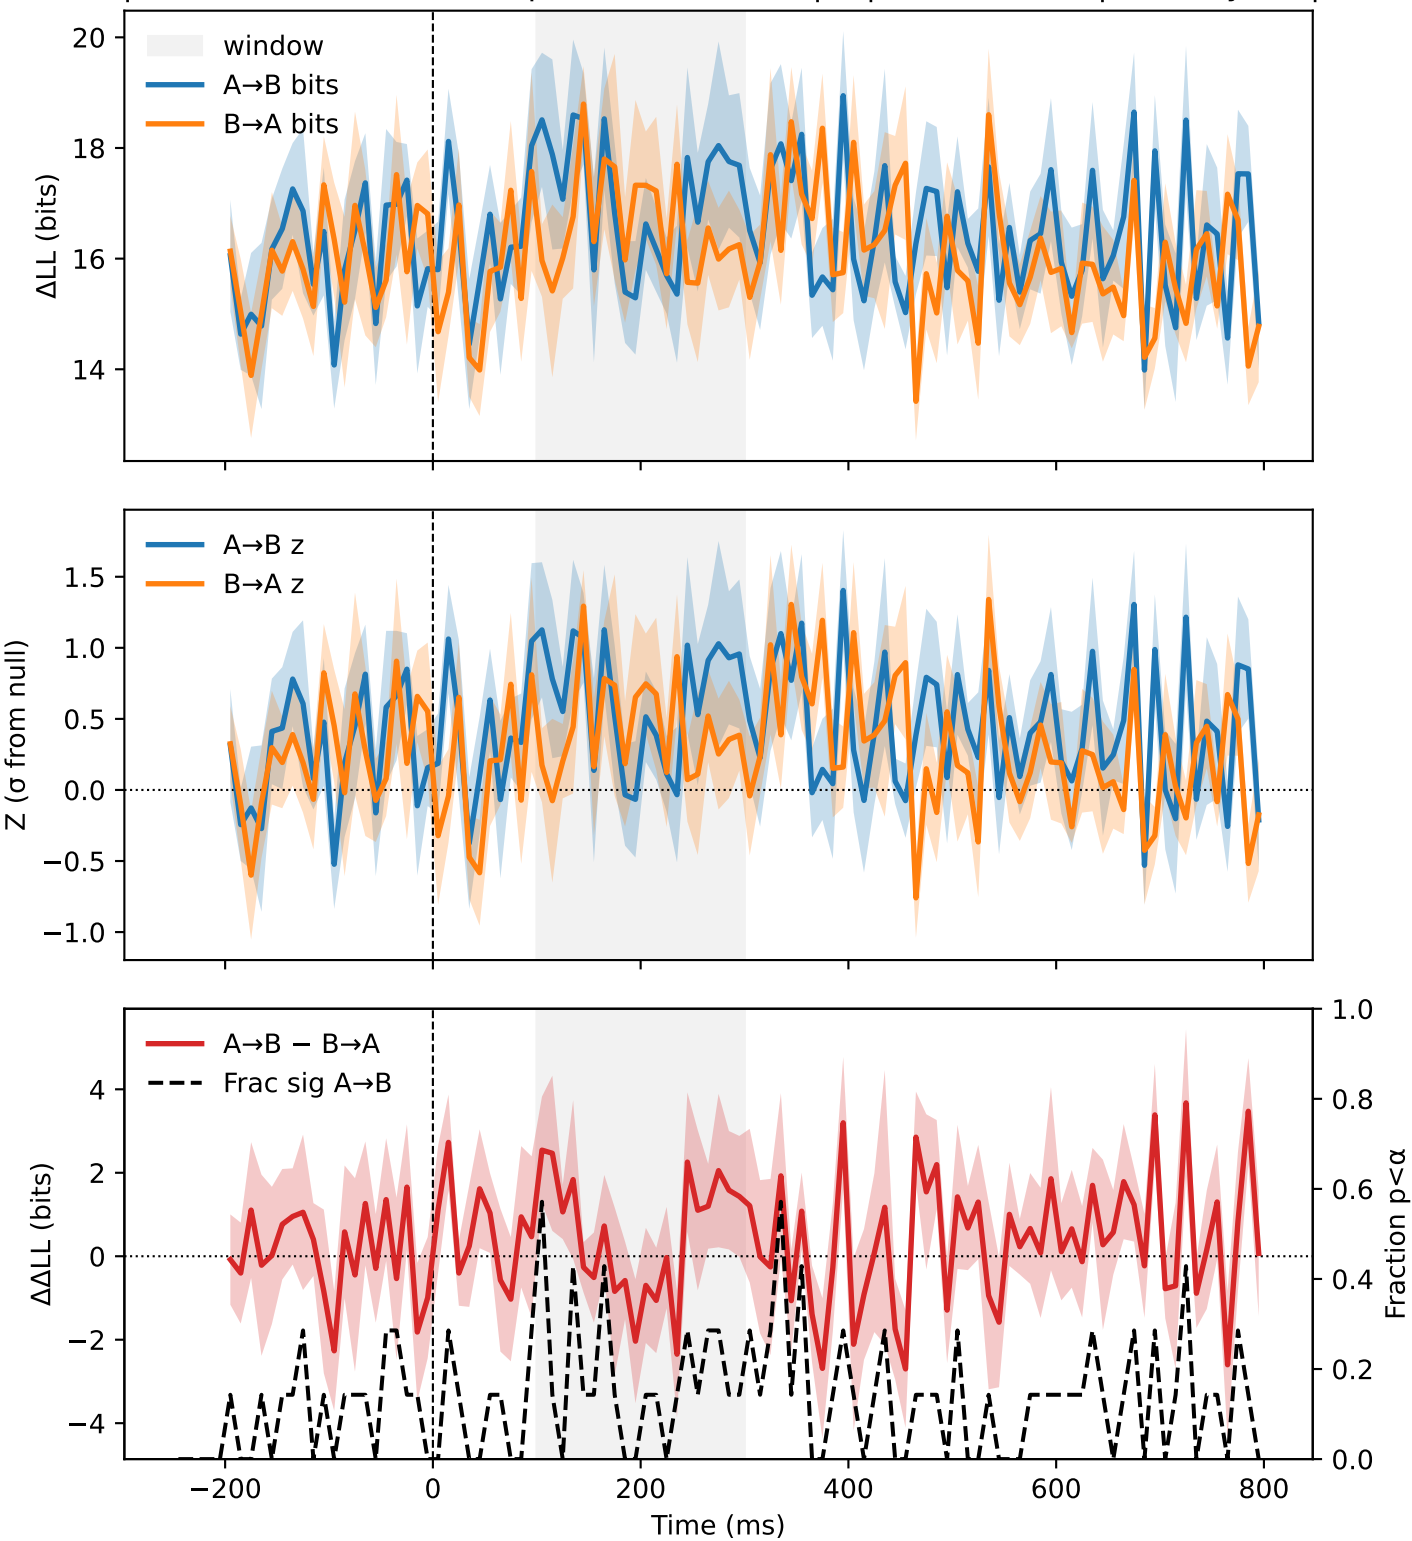 20
18
16
14
ΔLL (bits)
window
A→B bits
B→A bits
1.5
1.0
0.5
0.0
−0.5
−1.0
Z (σ from null)
A→B z
B→A z
4
2
0
−2
−4
ΔΔLL (bits)
A→B − B→A
Frac sig A→B
1.0
0.8
0.6
0.4
0.2
0.0
Fraction p<α
−200 0 200 400 600 800
Time (ms)